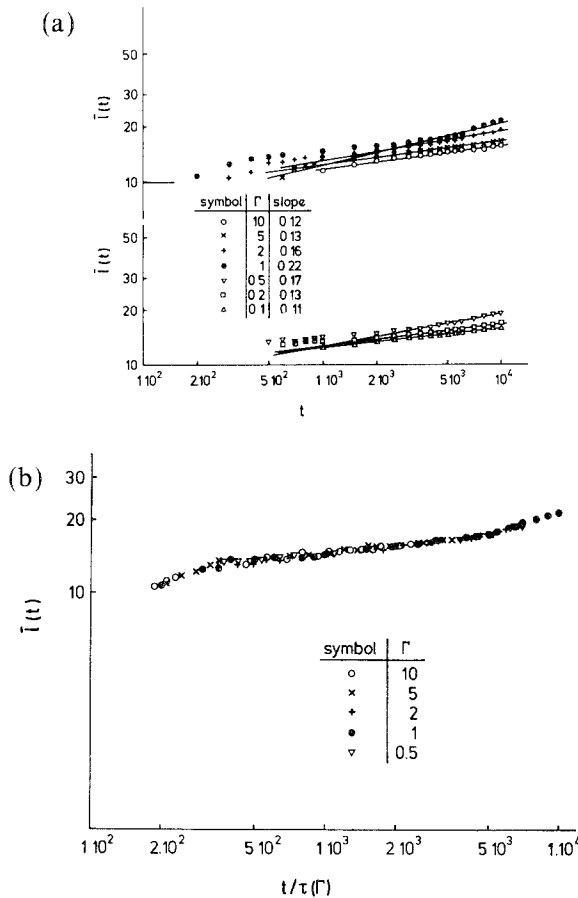 (a)
50
30
20
10
l̄(t)
symbol Γ slope
○ 10 0.12
× 5 0.13
+ 2 0.16
● 1 0.22
▽ 0.5 0.17
□ 0.2 0.13
△ 0.1 0.11
50
30
20
10
l̄(t)
1·10² 2·10² 5·10² 1·10³ 2·10³ 5·10³ 10⁴
t
(b)
30
20
10
l̄(t)
symbol Γ
○ 10
× 5
+ 2
● 1
▽ 0.5
1·10² 2·10² 5·10² 1·10³ 2·10³ 5·10³ 1·10⁴
t/τ(Γ)